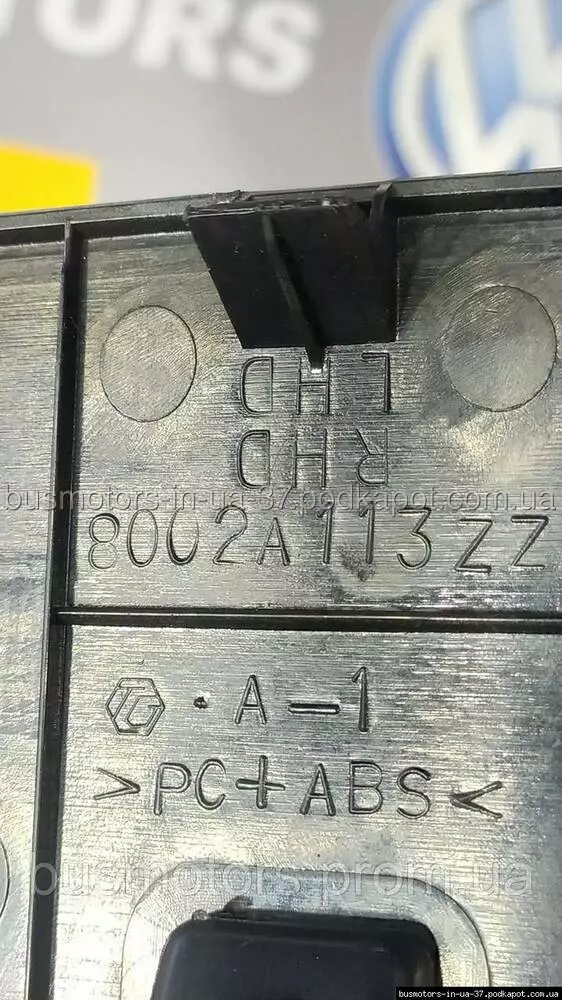 TORS
LHD
RHD
busmotors-in-ua-37.podkapot.com.ua
8002A113ZZ
TG · A-1
>PC+ABS<
busmotors.prom.ua
busmotors-in-ua-37.podkapot.com.ua